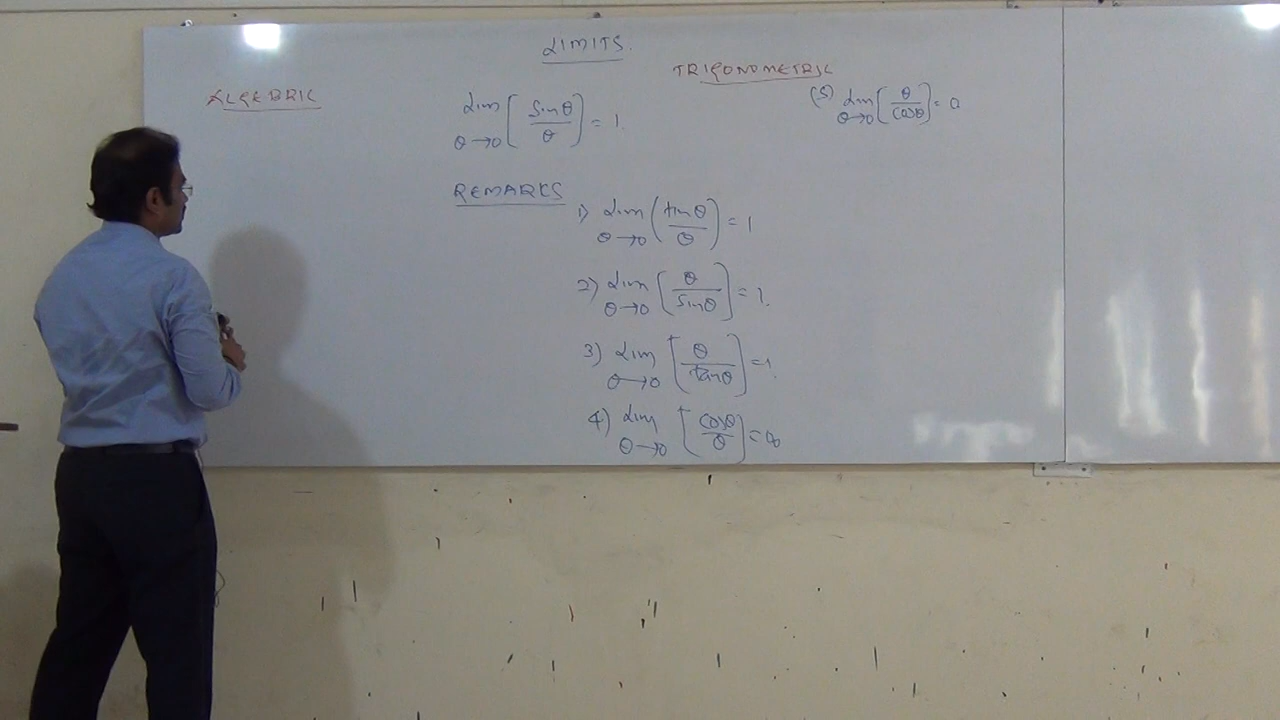 LIMITS.
ALGEBRIC
TRIGONOMETRIC
lim θ→0 [ sinθ / θ ] = 1.
REMARKS
1) lim θ→0 ( tanθ / θ ) = 1
2) lim θ→0 [ θ / sinθ ] = 1.
3) lim θ→0 [ θ / tanθ ] = 1.
4) lim θ→0 [ cosθ / θ ] = ∞
(5) lim θ→0 [ θ / cosθ ] = 0